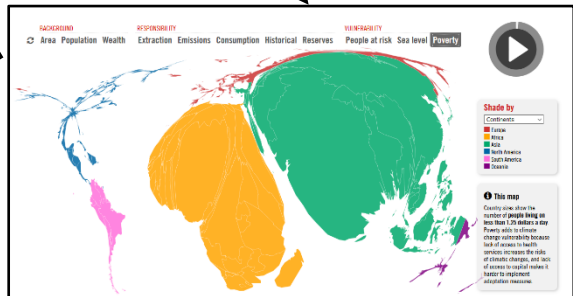 BACKGROUND
RESPONSIBILITY
VULNERABILITY
Area Population Wealth
Extraction Emissions Consumption Historical Reserves
People at risk Sea level Poverty
Shade by
Continents
Europe
Africa
Asia
North America
South America
Oceania
This map
Country sizes show the
number of people living on
less than 1.25 dollars a day
Poverty adds to climate
change vulnerability because
lack of access to health
services increases the risks
of climatic changes, and lack
of access to capital makes it
harder to implement
adaptation measures.